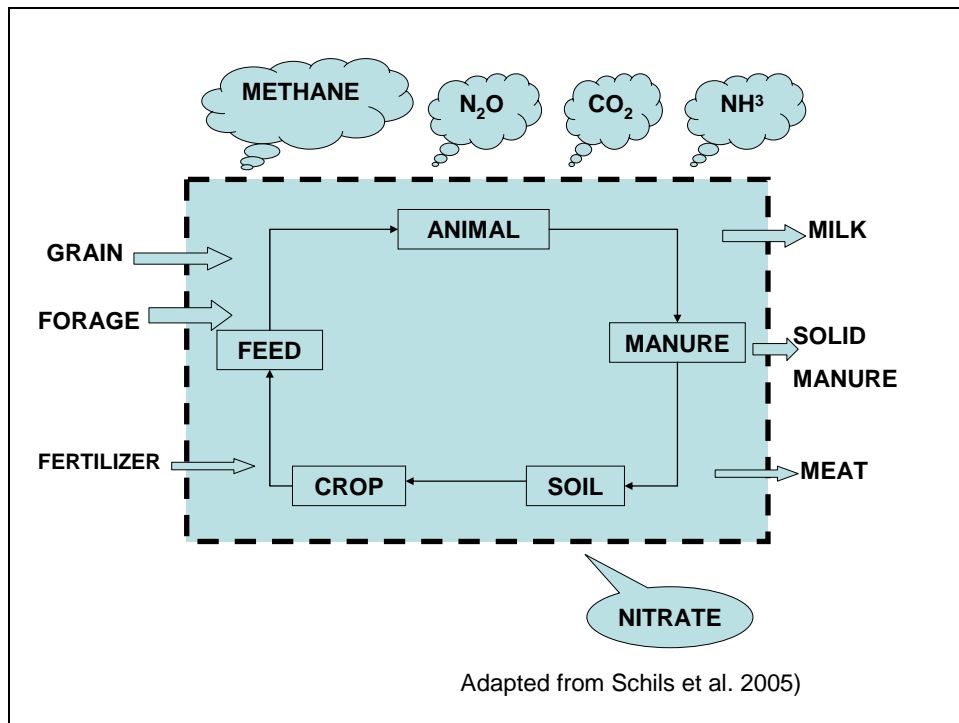 METHANE
N₂O
CO₂
NH³
GRAIN
FORAGE
FERTILIZER
ANIMAL
FEED
MANURE
CROP
SOIL
MILK
SOLID
MANURE
MEAT
NITRATE
Adapted from Schils et al. 2005)